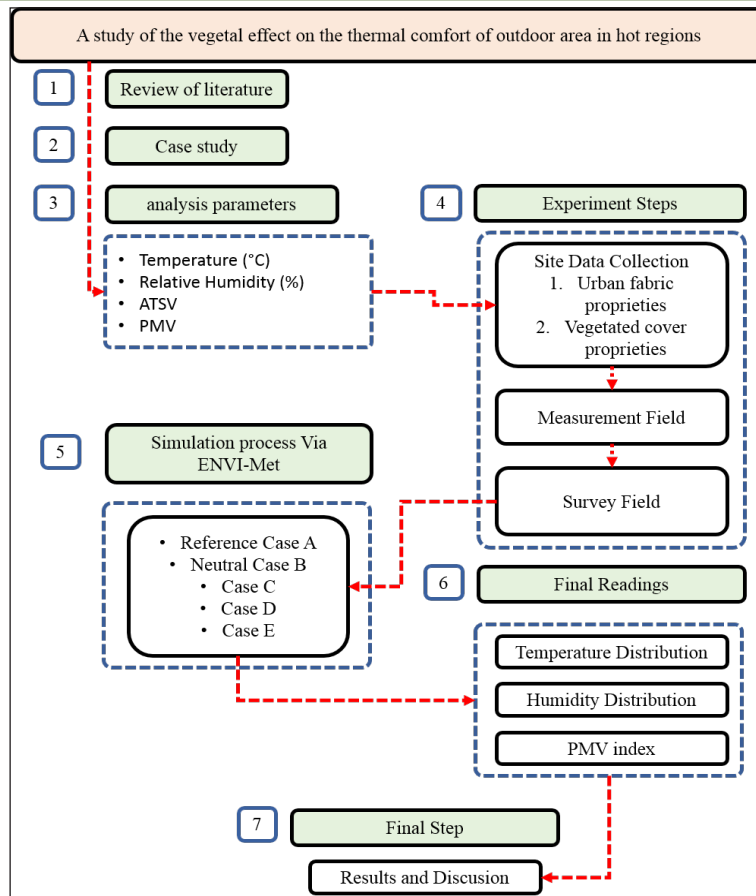 A study of the vegetal effect on the thermal comfort of outdoor area in hot regions
1
Review of literature
2
Case study
3
analysis parameters
• Temperature (°C)
• Relative Humidity (%)
• ATSV
• PMV
4
Experiment Steps
Site Data Collection
1. Urban fabric
proprieties
2. Vegetated cover
proprieties
Measurement Field
Survey Field
5
Simulation process Via
ENVI-Met
• Reference Case A
• Neutral Case B
• Case C
• Case D
• Case E
6
Final Readings
Temperature Distribution
Humidity Distribution
PMV index
7
Final Step
Results and Discusion